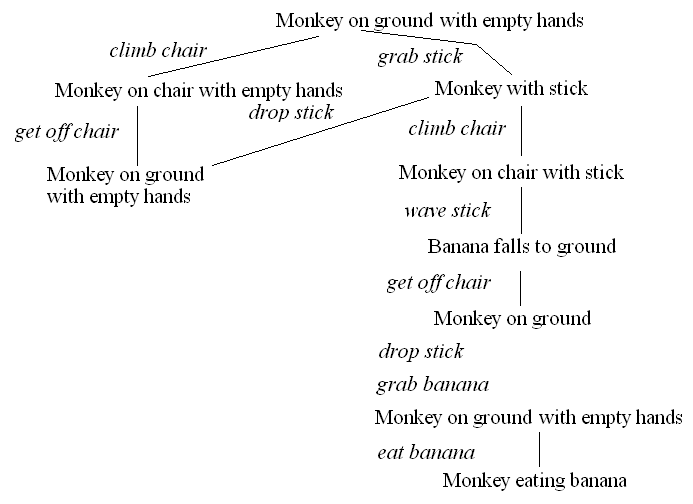 Monkey on ground with empty hands
climb chair
grab stick
Monkey on chair with empty hands
Monkey with stick
drop stick
get off chair
climb chair
Monkey on ground
with empty hands
Monkey on chair with stick
wave stick
Banana falls to ground
get off chair
Monkey on ground
drop stick
grab banana
Monkey on ground with empty hands
eat banana
Monkey eating banana